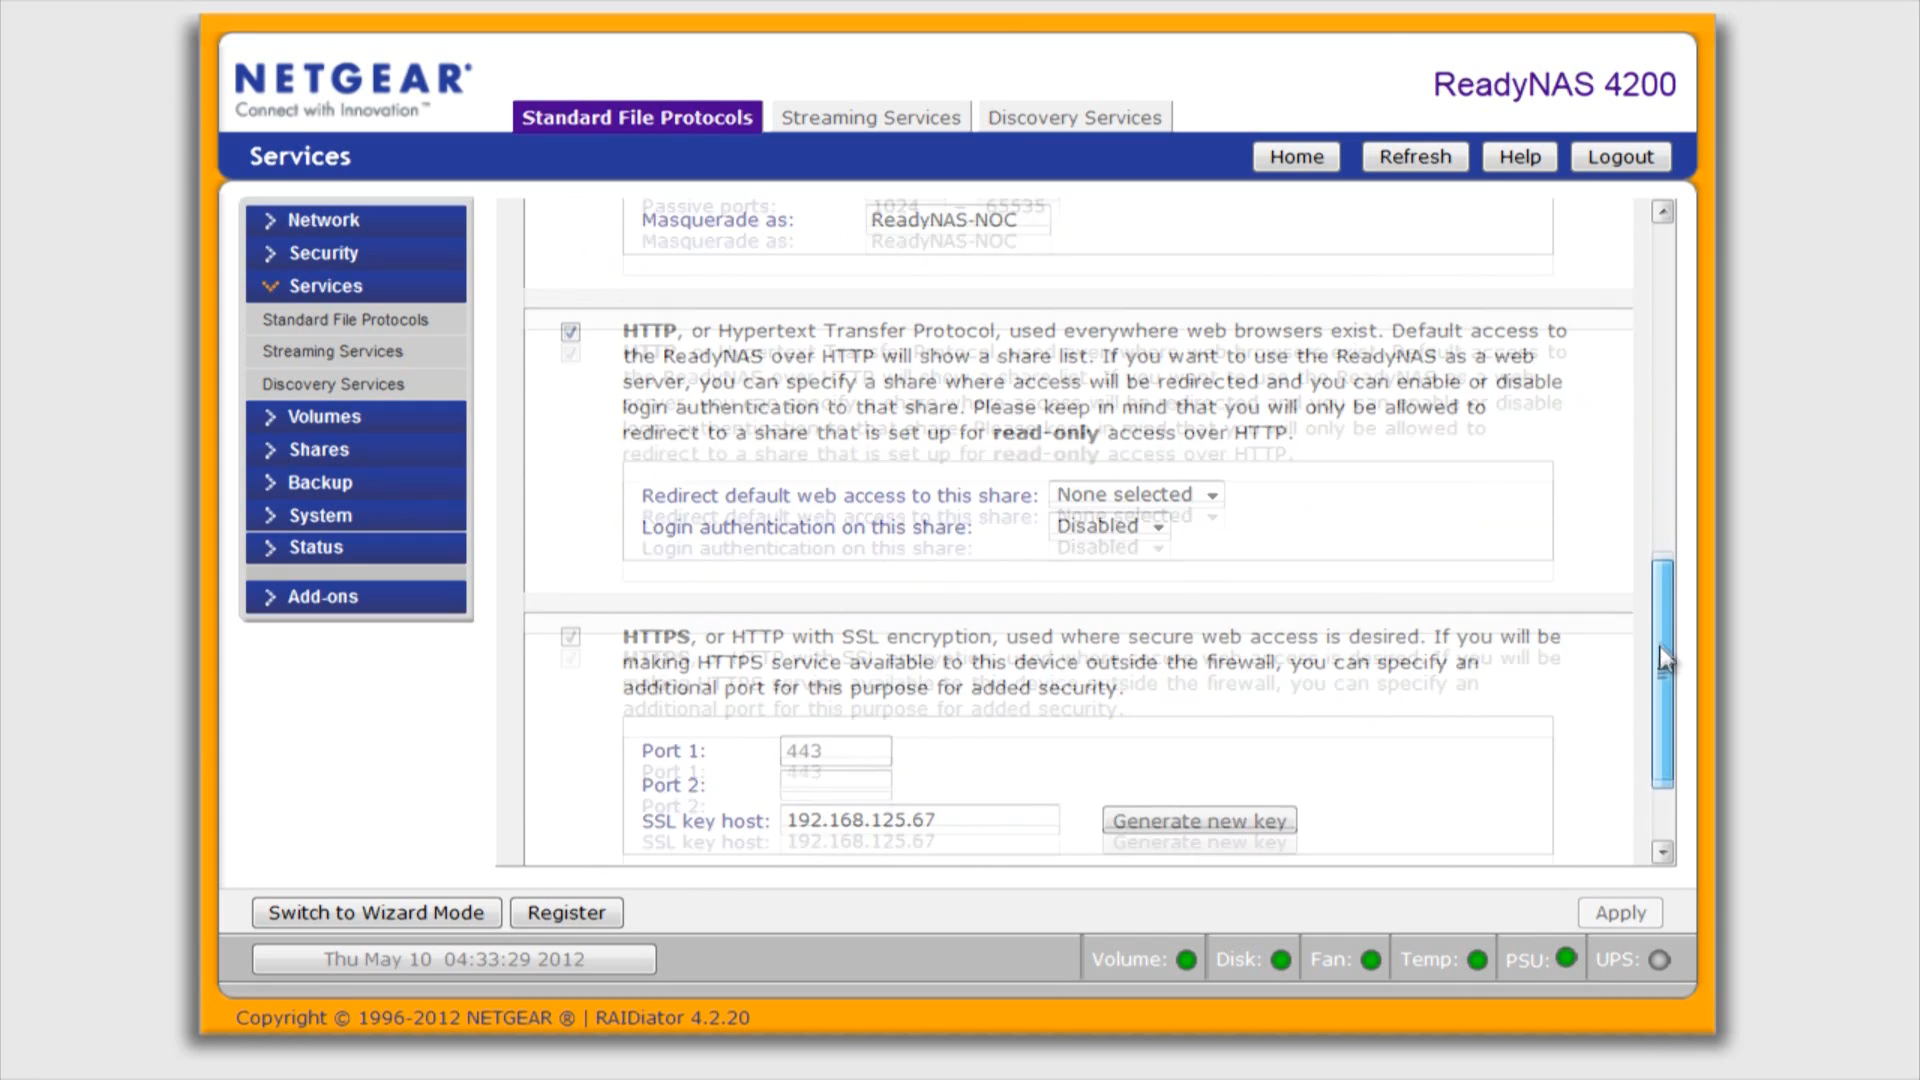 NETGEAR
Connect with Innovation™
ReadyNAS 4200
Standard File Protocols
Streaming Services
Discovery Services
Services
Home
Refresh
Help
Logout
Network
Security
Services
Standard File Protocols
Streaming Services
Discovery Services
Volumes
Shares
Backup
System
Status
Add-ons
Passive ports: 1024 - 65535
Masquerade as: ReadyNAS-NOC
HTTP, or Hypertext Transfer Protocol, used everywhere web browsers exist. Default access to
the ReadyNAS over HTTP will show a share list. If you want to use the ReadyNAS as a web
server, you can specify a share where access will be redirected and you can enable or disable
login authentication to that share. Please keep in mind that you will only be allowed to
redirect to a share that is set up for read-only access over HTTP.
Redirect default web access to this share: None selected
Login authentication on this share: Disabled
HTTPS, or HTTP with SSL encryption, used where secure web access is desired. If you will be
making HTTPS service available to this device outside the firewall, you can specify an
additional port for this purpose for added security.
Port 1: 443
Port 2:
SSL key host: 192.168.125.67 Generate new key
Switch to Wizard Mode
Register
Apply
Thu May 10 04:33:29 2012
Volume:
Disk:
Fan:
Temp:
PSU:
UPS:
Copyright © 1996-2012 NETGEAR ® | RAIDiator 4.2.20